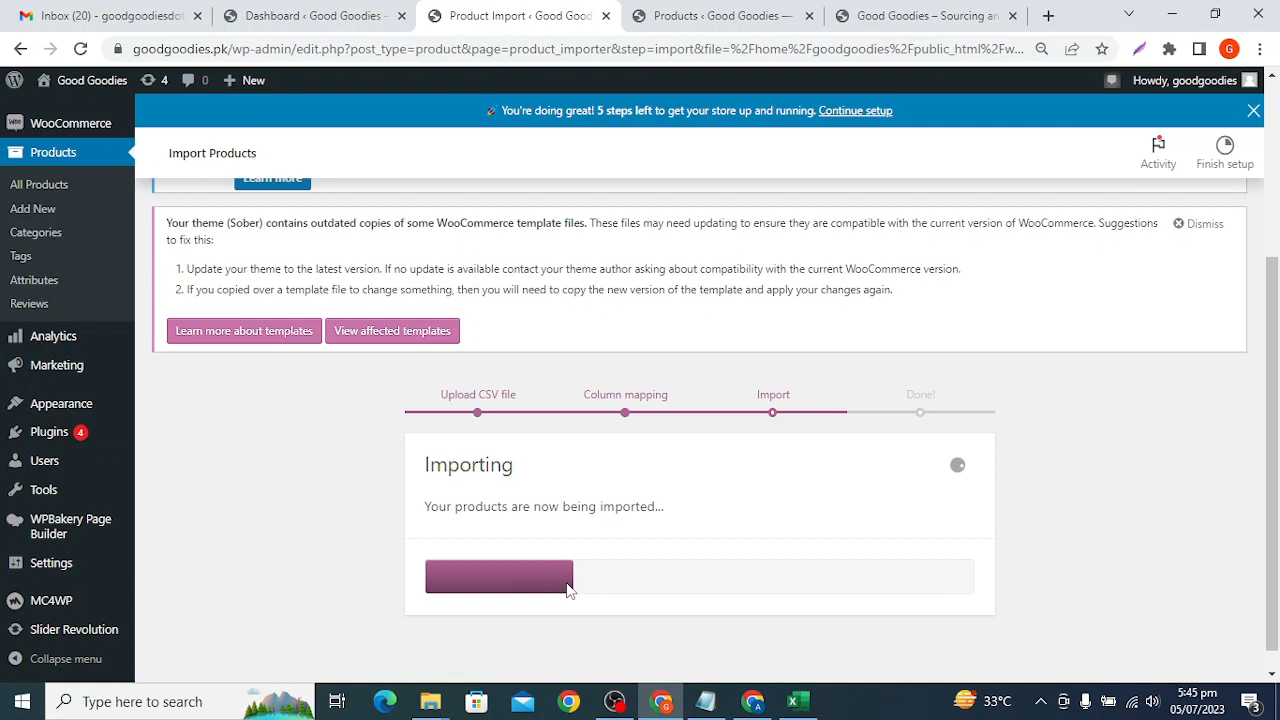 Inbox (20) - goodgoodiesdot
Dashboard ‹ Good Goodies —
Product Import ‹ Good Good
Products ‹ Good Goodies —
Good Goodies – Sourcing an
goodgoodies.pk/wp-admin/edit.php?post_type=product&page=product_importer&step=import&file=%2Fhome%2Fgoodgoodies%2Fpublic_html%2Fw...
G
Good Goodies
4
0
New
Howdy, goodgoodies
You're doing great! 5 steps left to get your store up and running. Continue setup
WooCommerce
Products
All Products
Add New
Categories
Tags
Attributes
Reviews
Analytics
Marketing
Appearance
Plugins 4
Users
Tools
WPBakery Page
Builder
Settings
MC4WP
Slider Revolution
Collapse menu
Import Products
Activity
Finish setup
Learn more
Your theme (Sober) contains outdated copies of some WooCommerce template files. These files may need updating to ensure they are compatible with the current version of WooCommerce. Suggestions
to fix this:
Dismiss
1. Update your theme to the latest version. If no update is available contact your theme author asking about compatibility with the current WooCommerce version.
2. If you copied over a template file to change something, then you will need to copy the new version of the template and apply your changes again.
Learn more about templates
View affected templates
Upload CSV file
Column mapping
Import
Done!
Importing
Your products are now being imported...
Type here to search
33°C
5:45 pm
05/07/2023
3